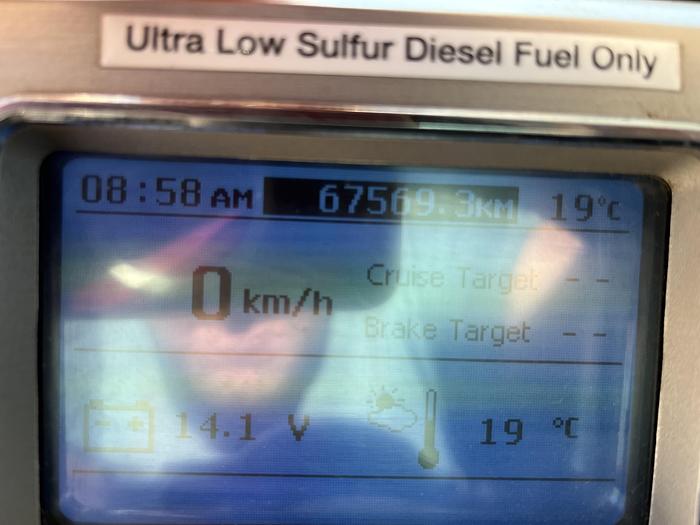 Ultra Low Sulfur Diesel Fuel Only
08:58 AM 67569.3KM 19°C
0 km/h
Cruise Target --
Brake Target --
- + 14.1 V 19 °C